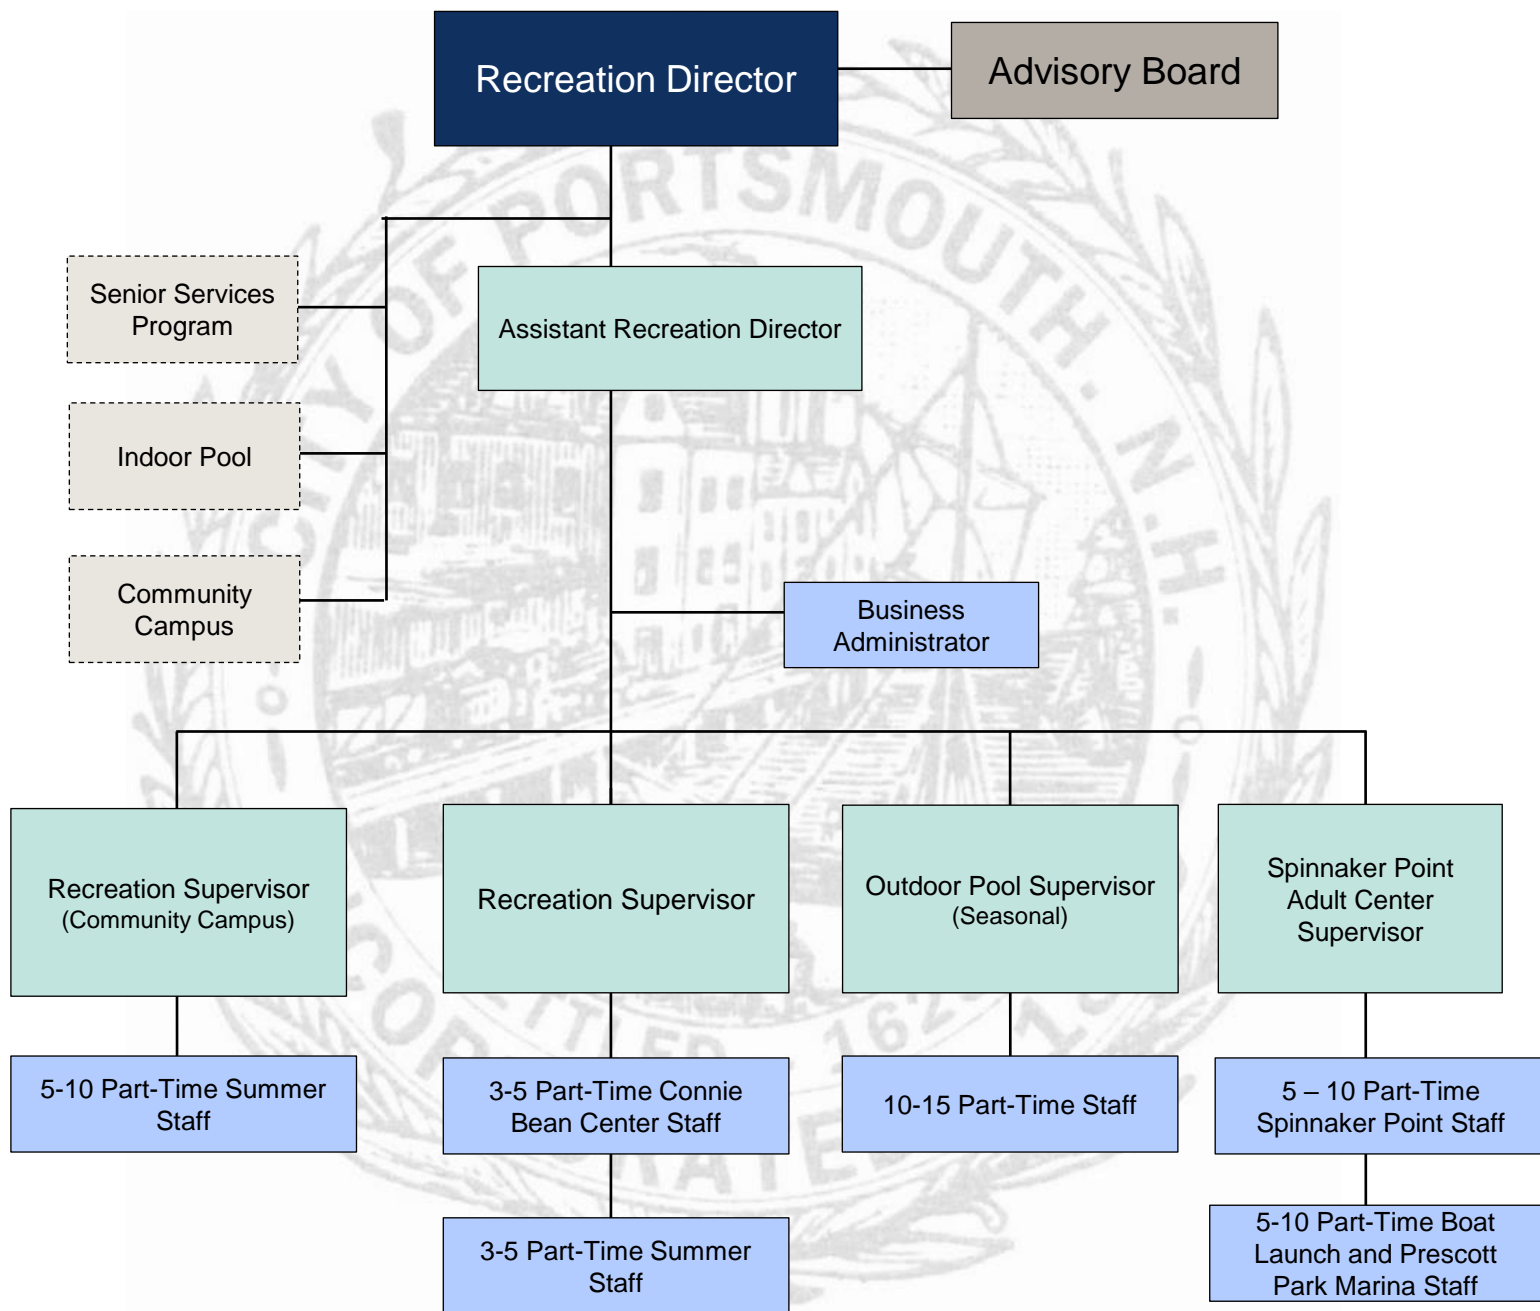 Recreation Director
Advisory Board
Senior Services
Program
Assistant Recreation Director
Indoor Pool
Community
Campus
Business
Administrator
Recreation Supervisor
(Community Campus)
Recreation Supervisor
Outdoor Pool Supervisor
(Seasonal)
Spinnaker Point
Adult Center
Supervisor
5-10 Part-Time Summer
Staff
3-5 Part-Time Connie
Bean Center Staff
10-15 Part-Time Staff
5 – 10 Part-Time
Spinnaker Point Staff
3-5 Part-Time Summer
Staff
5-10 Part-Time Boat
Launch and Prescott
Park Marina Staff
CITY OF PORTSMOUTH. N.H.